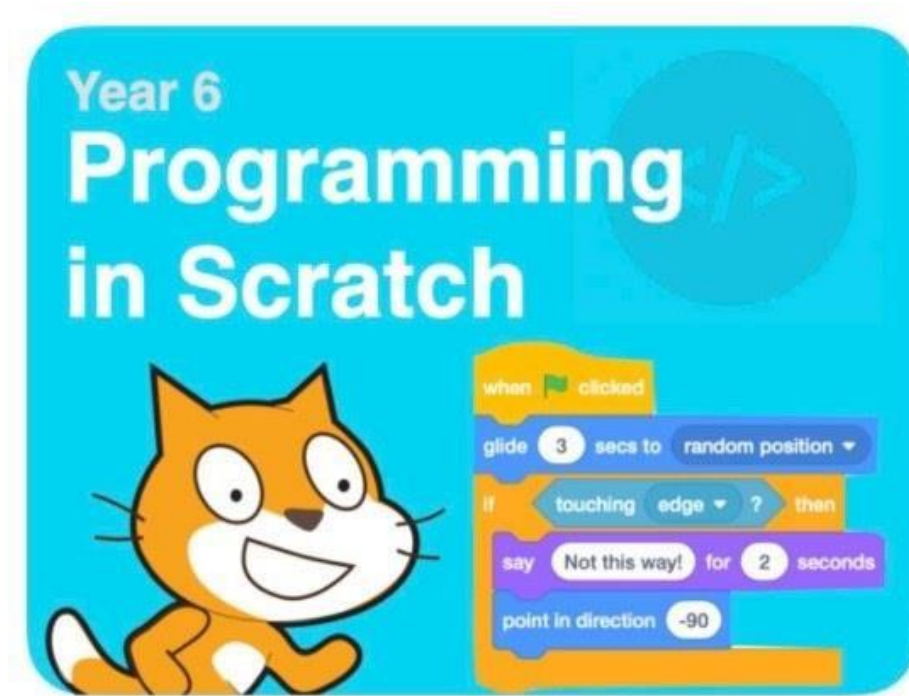 Year 6
Programming
in Scratch
</>
when clicked
glide 3 secs to random position
if touching edge ? then
say Not this way! for 2 seconds
point in direction -90